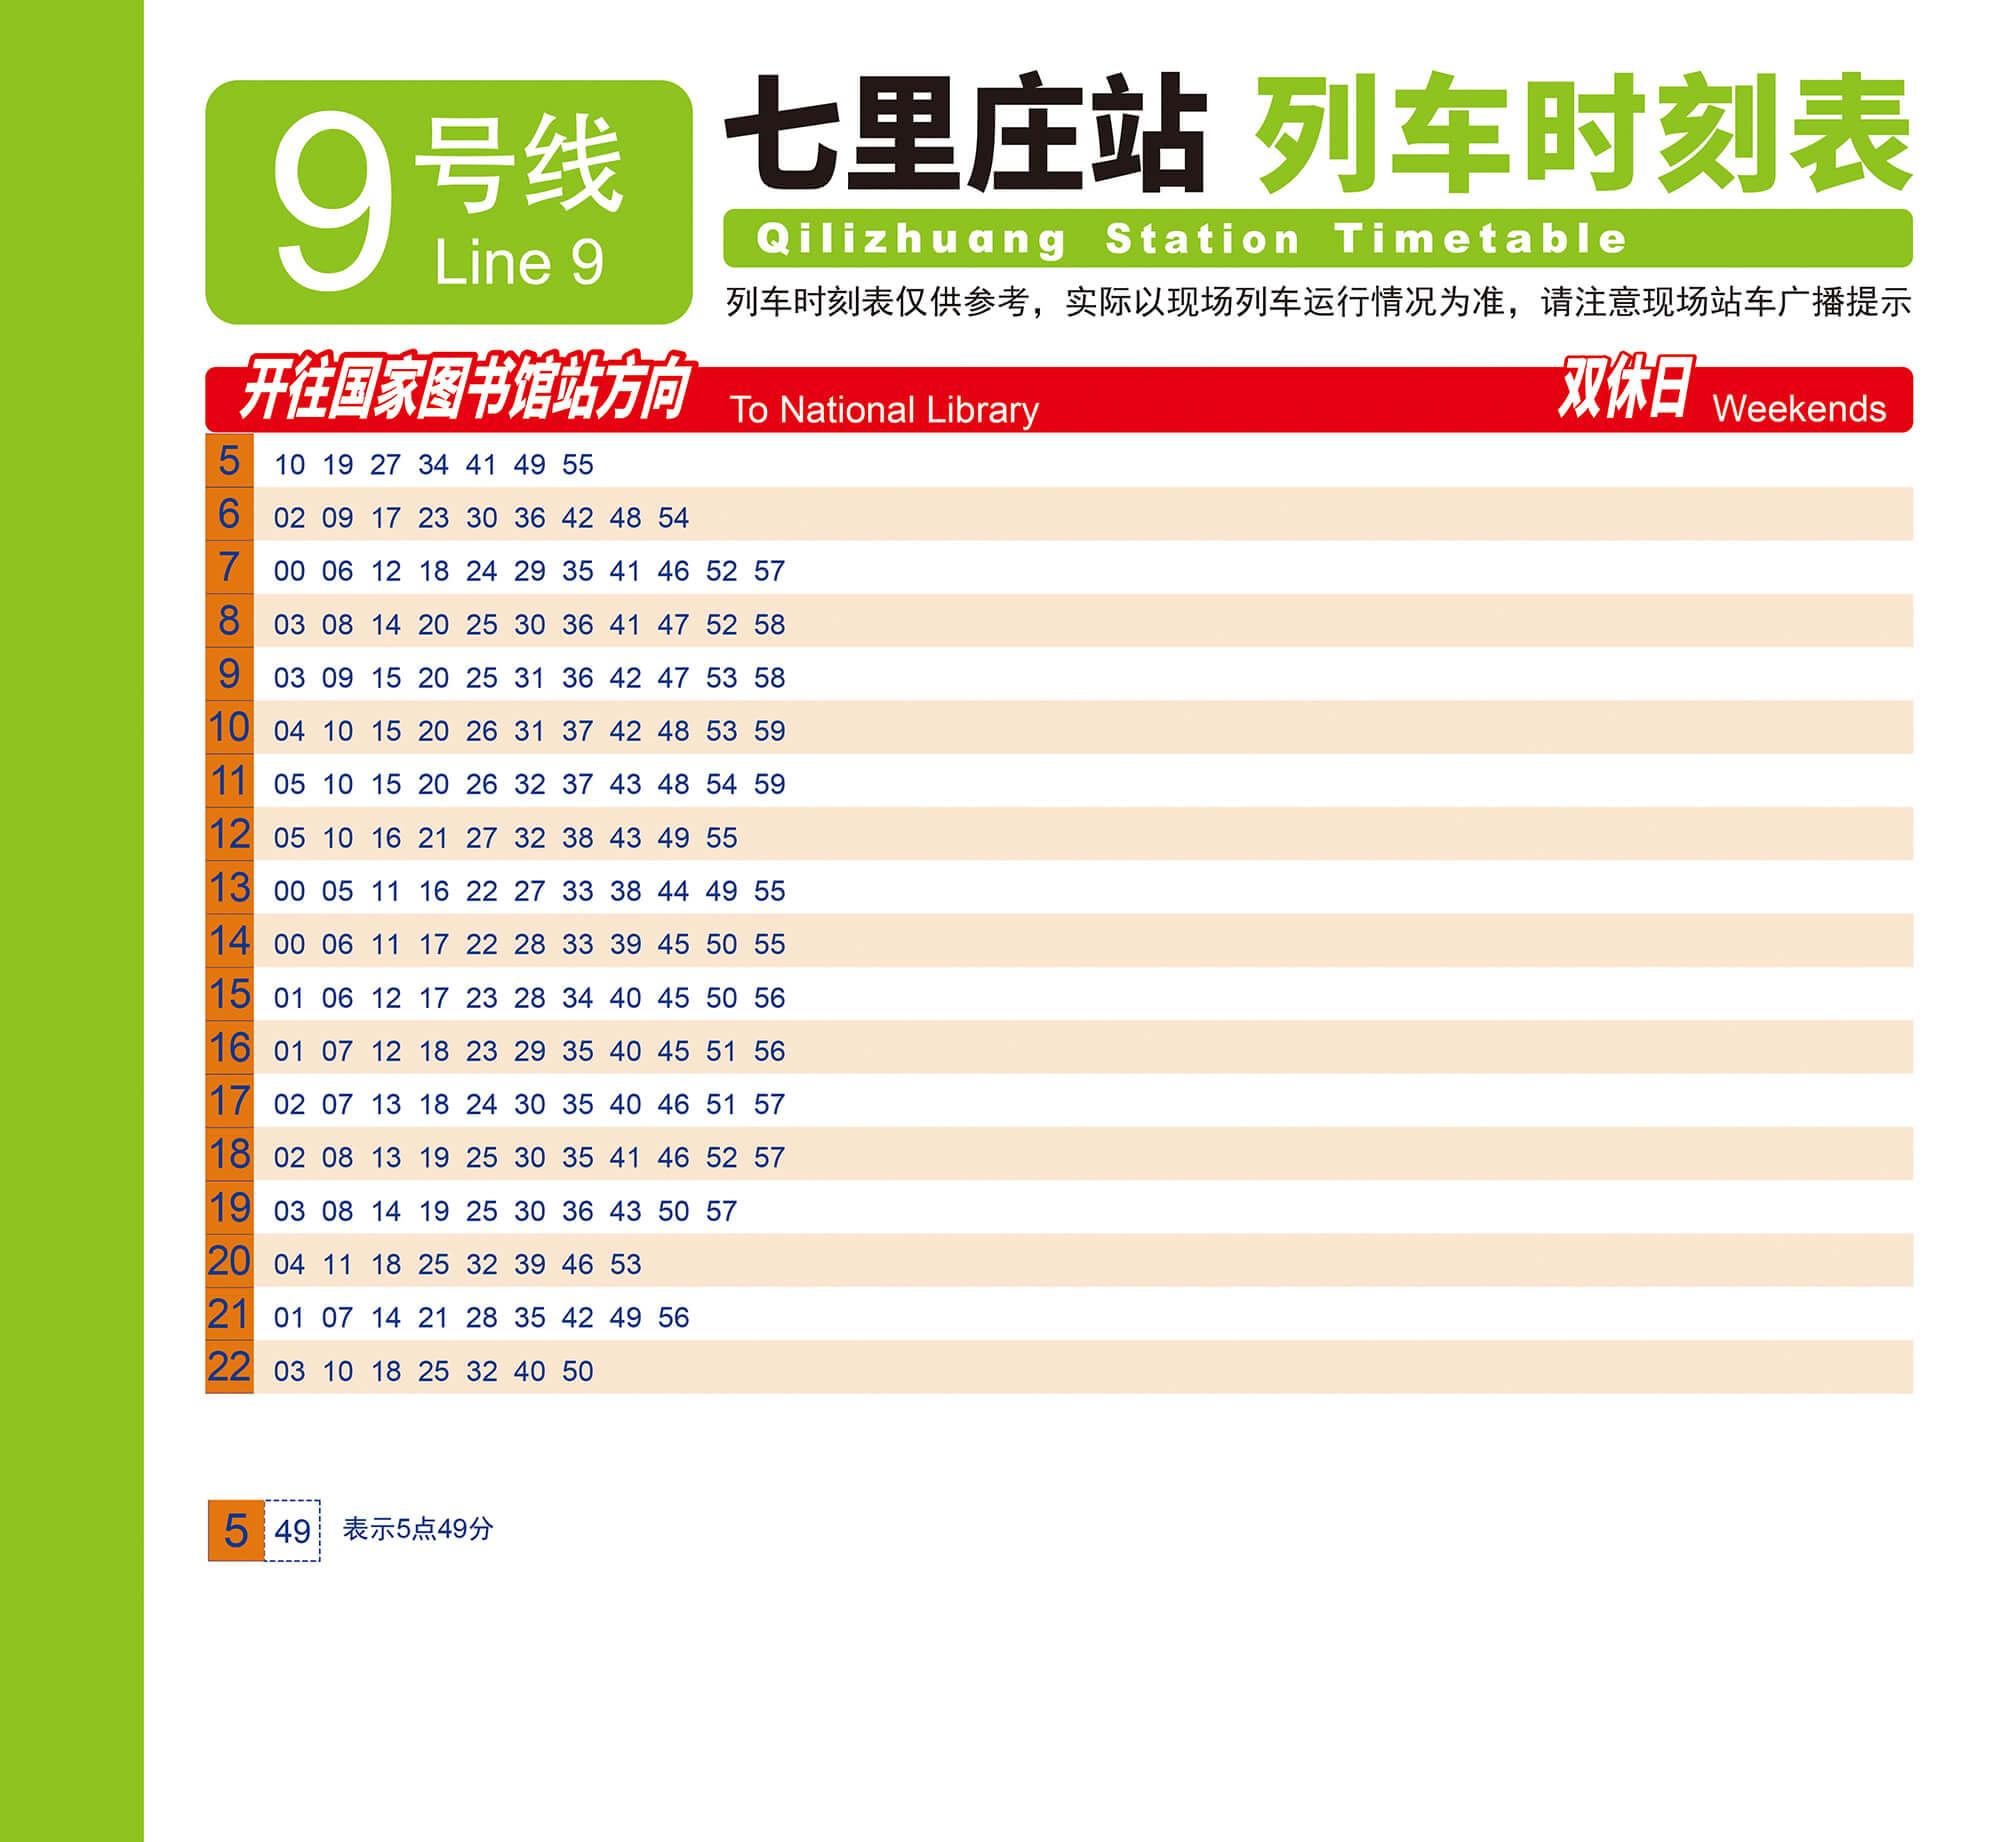 9号线
Line 9
七里庄站 列车时刻表
Qilizhuang Station Timetable
列车时刻表仅供参考，实际以现场列车运行情况为准，请注意现场站车广播提示
开往国家图书馆站方向 To National Library 双休日 Weekends
5 10 19 27 34 41 49 55
6 02 09 17 23 30 36 42 48 54
7 00 06 12 18 24 29 35 41 46 52 57
8 03 08 14 20 25 30 36 41 47 52 58
9 03 09 15 20 25 31 36 42 47 53 58
10 04 10 15 20 26 31 37 42 48 53 59
11 05 10 15 20 26 32 37 43 48 54 59
12 05 10 16 21 27 32 38 43 49 55
13 00 05 11 16 22 27 33 38 44 49 55
14 00 06 11 17 22 28 33 39 45 50 55
15 01 06 12 17 23 28 34 40 45 50 56
16 01 07 12 18 23 29 35 40 45 51 56
17 02 07 13 18 24 30 35 40 46 51 57
18 02 08 13 19 25 30 35 41 46 52 57
19 03 08 14 19 25 30 36 43 50 57
20 04 11 18 25 32 39 46 53
21 01 07 14 21 28 35 42 49 56
22 03 10 18 25 32 40 50
5 49 表示5点49分